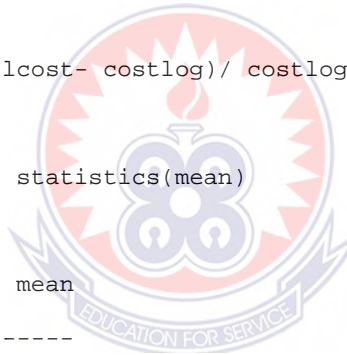 lcost- costlog)/ costlog
statistics(mean)
mean
EDUCATION FOR SERVICE
-----